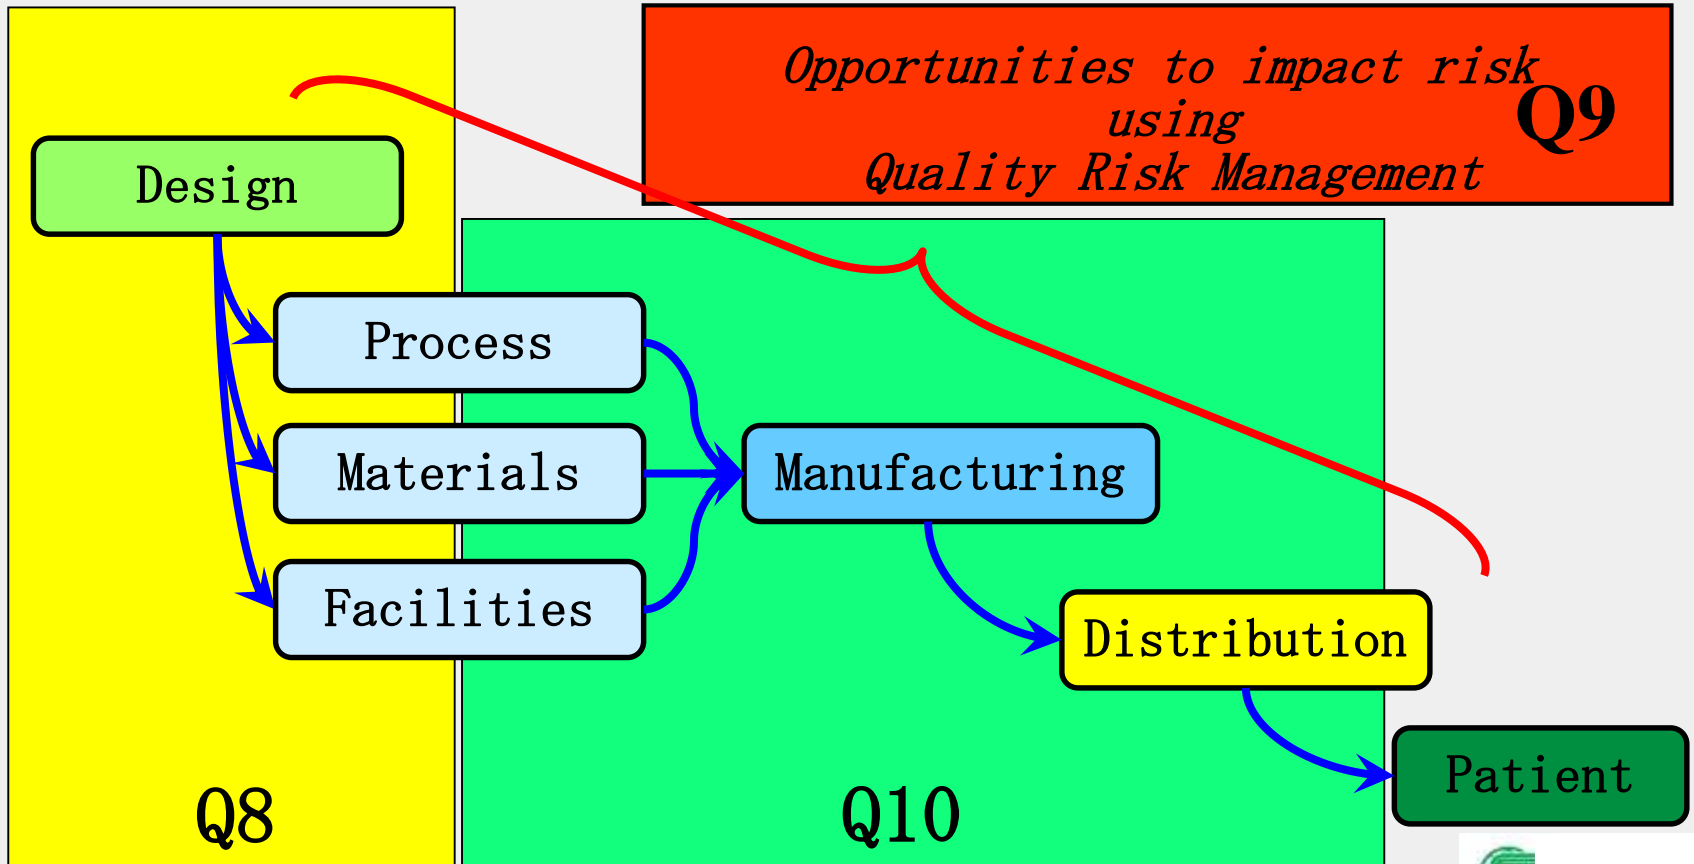 Opportunities to impact risk
using
Quality Risk Management
Q9
Design
Process
Materials
Facilities
Manufacturing
Distribution
Patient
Q8
Q10